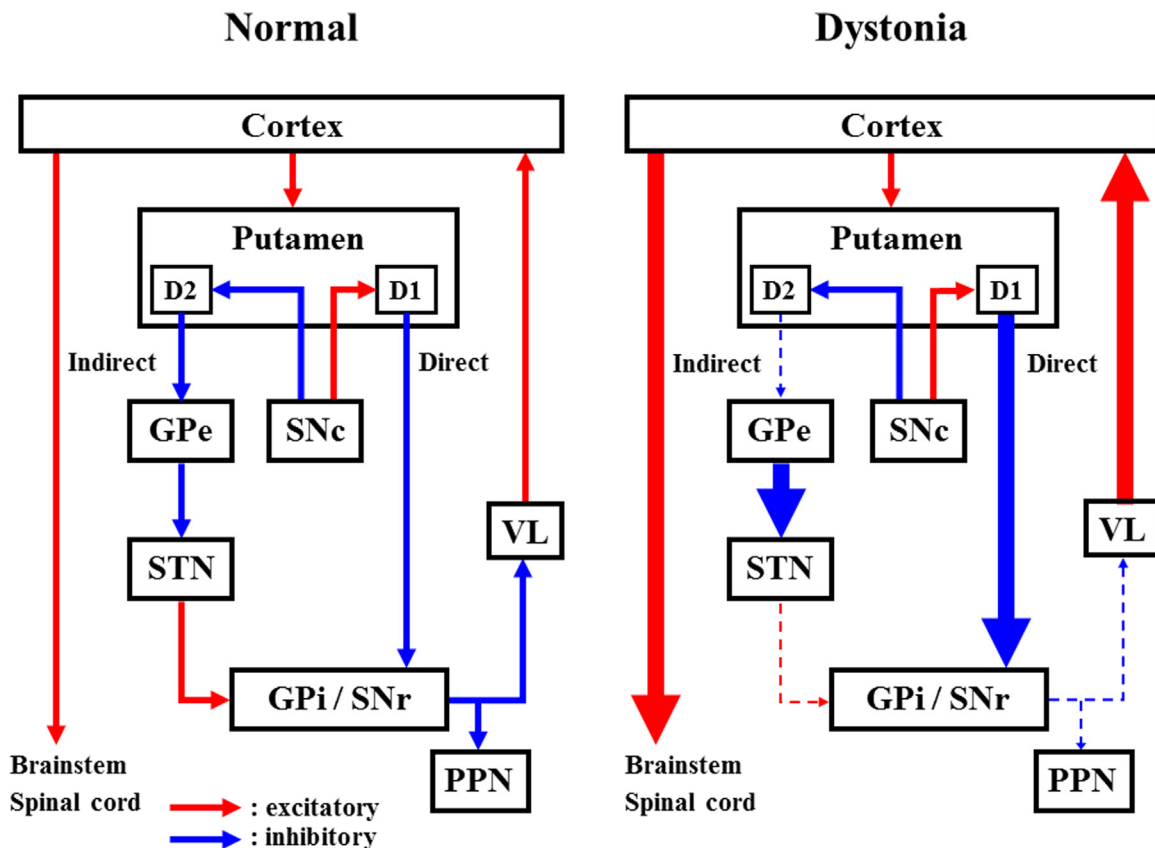 Normal
Cortex
Putamen
D2
D1
Indirect
Direct
GPe
SNc
VL
STN
GPi / SNr
PPN
Brainstem
Spinal cord
: excitatory
: inhibitory
Dystonia
Cortex
Putamen
D2
D1
Indirect
Direct
GPe
SNc
VL
STN
GPi / SNr
PPN
Brainstem
Spinal cord